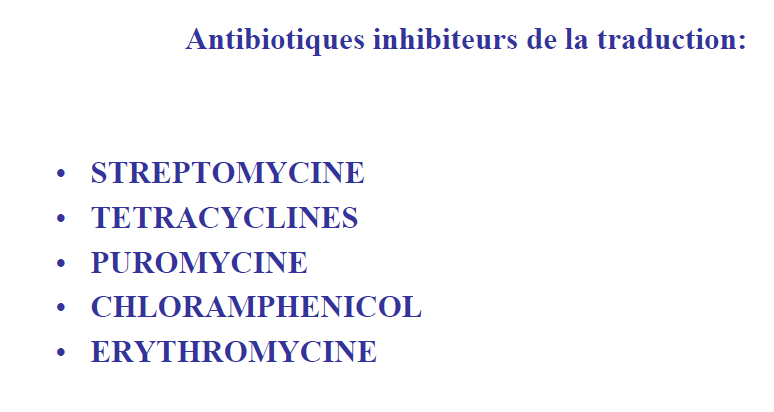 Antibiotiques inhibiteurs de la traduction:
• STREPTOMYCINE
• TETRACYCLINES
• PUROMYCINE
• CHLORAMPHENICOL
• ERYTHROMYCINE